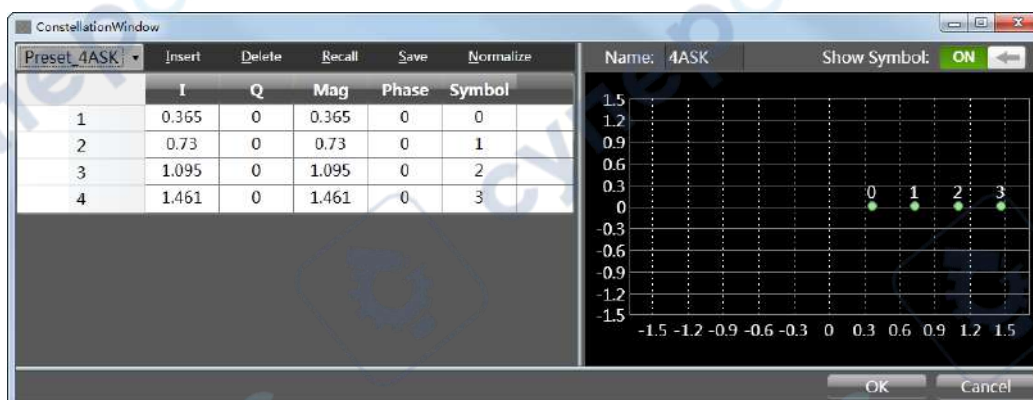 ConstellationWindow
Preset_4ASK Insert Delete Recall Save Normalize Name: 4ASK Show Symbol: ON
I Q Mag Phase Symbol
1 0.365 0 0.365 0 0
2 0.73 0 0.73 0 1
3 1.095 0 1.095 0 2
4 1.461 0 1.461 0 3
1.5
1.2
0.9
0.6
0.3
0 1 2 3
0
-0.3
-0.6
-0.9
-1.2
-1.5
-1.5 -1.2 -0.9 -0.6 -0.3 0 0.3 0.6 0.9 1.2 1.5
OK Cancel